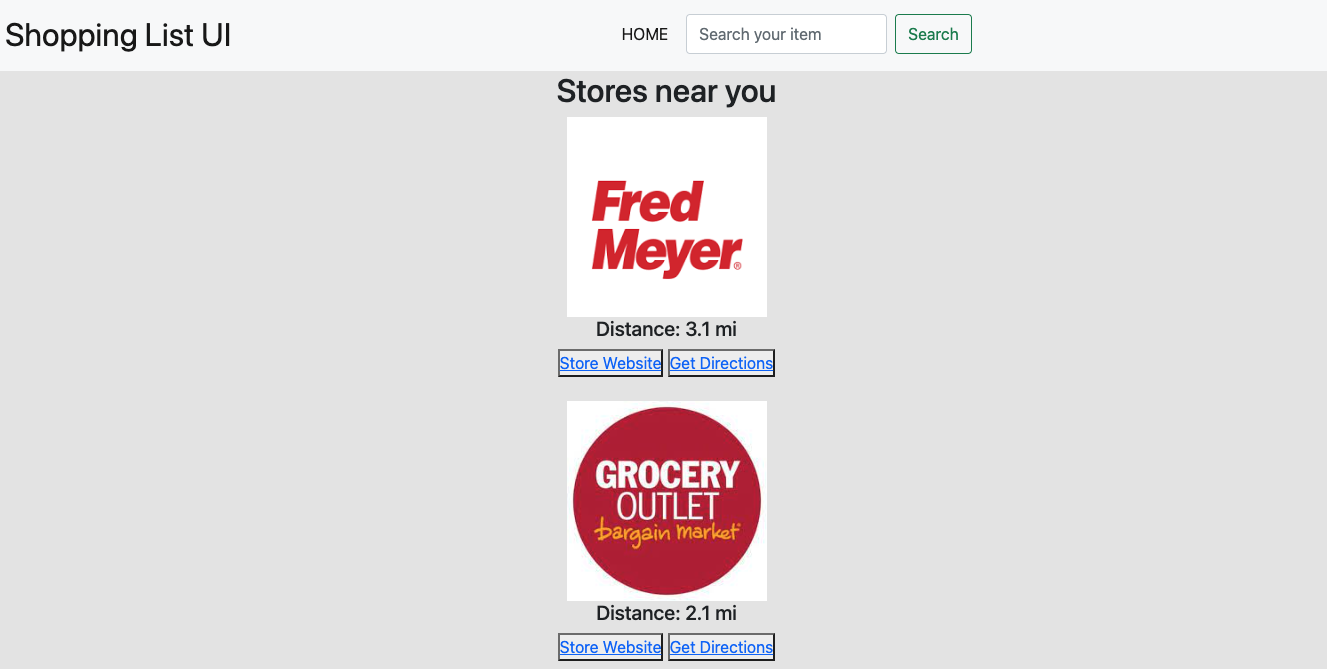 Shopping List UI
HOME
Search your item
Search
Stores near you
Fred
Meyer®
Distance: 3.1 mi
Store Website
Get Directions
GROCERY
OUTLET
bargain market
Distance: 2.1 mi
Store Website
Get Directions